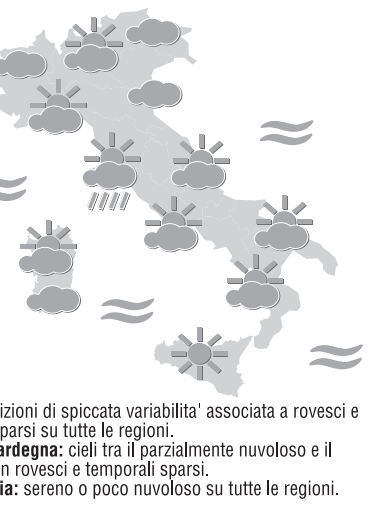 izioni di spiccata variabilita' associata a rovesci e
parsi su tutte le regioni.
ardegna: cieli tra il parzialmente nuvoloso e il
n rovesci e temporali sparsi.
ia: sereno o poco nuvoloso su tutte le regioni.